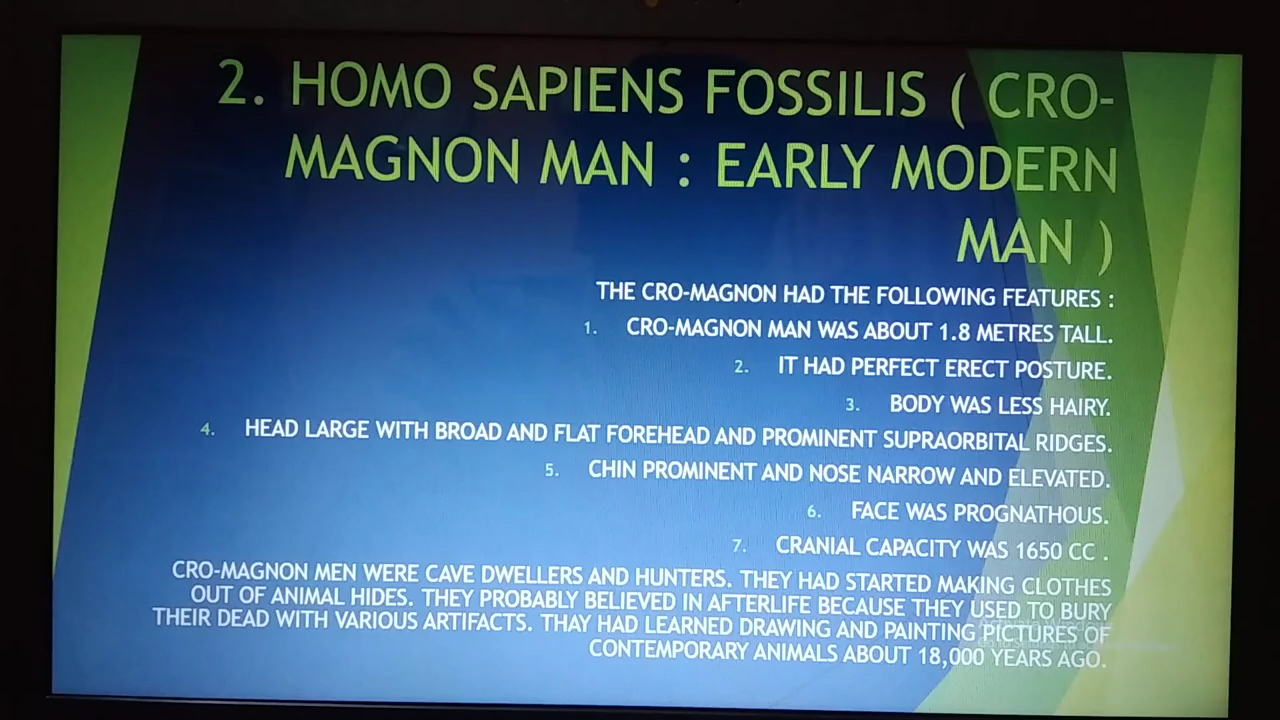 2. HOMO SAPIENS FOSSILIS ( CRO-
MAGNON MAN : EARLY MODERN
MAN )
THE CRO-MAGNON HAD THE FOLLOWING FEATURES :
1. CRO-MAGNON MAN WAS ABOUT 1.8 METRES TALL.
2. IT HAD PERFECT ERECT POSTURE.
3. BODY WAS LESS HAIRY.
4. HEAD LARGE WITH BROAD AND FLAT FOREHEAD AND PROMINENT SUPRAORBITAL RIDGES.
5. CHIN PROMINENT AND NOSE NARROW AND ELEVATED.
6. FACE WAS PROGNATHOUS.
7. CRANIAL CAPACITY WAS 1650 CC .
CRO-MAGNON MEN WERE CAVE DWELLERS AND HUNTERS. THEY HAD STARTED MAKING CLOTHES
OUT OF ANIMAL HIDES. THEY PROBABLY BELIEVED IN AFTERLIFE BECAUSE THEY USED TO BURY
THEIR DEAD WITH VARIOUS ARTIFACTS. THAY HAD LEARNED DRAWING AND PAINTING PICTURES OF
CONTEMPORARY ANIMALS ABOUT 18,000 YEARS AGO.